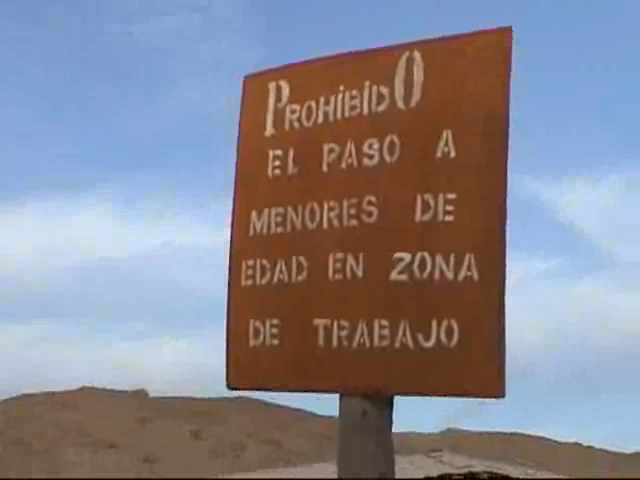 PROHiBidO
EL PASO A
MENORES DE
EDAD EN ZONA
DE TRABAJO